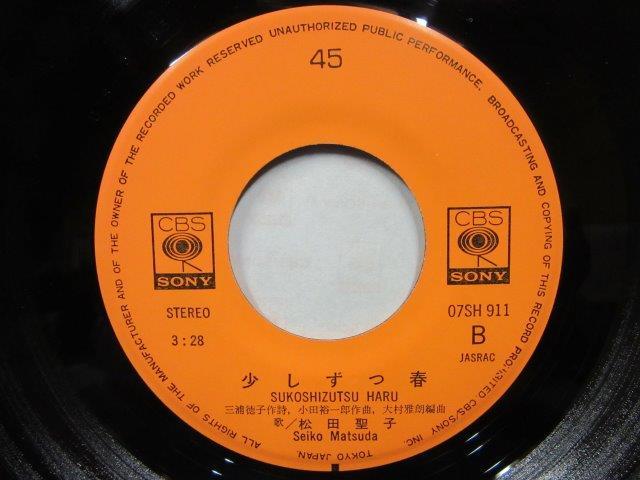 ALL RIGHTS OF THE MANUFACTURER AND OF THE OWNER OF THE RECORDED WORK RESERVED UNAUTHORIZED PUBLIC PERFORMANCE, BROADCASTING AND COPYING OF THIS RECORD PROHIBITED CBS/SONY INC.
45
CBS
SONY
CBS
SONY
STEREO
07SH 911
3:28
B
JASRAC
少しずつ春
SUKOSHIZUTSU HARU
三浦徳子作詩, 小田裕一郎作曲, 大村雅朗編曲
歌/松田聖子
Seiko Matsuda